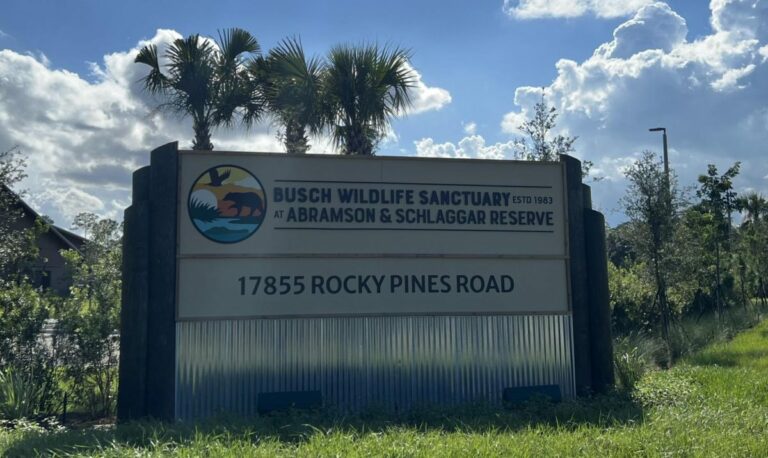 BUSCH WILDLIFE SANCTUARY ESTD 1983
AT ABRAMSON & SCHLAGGAR RESERVE
17855 ROCKY PINES ROAD